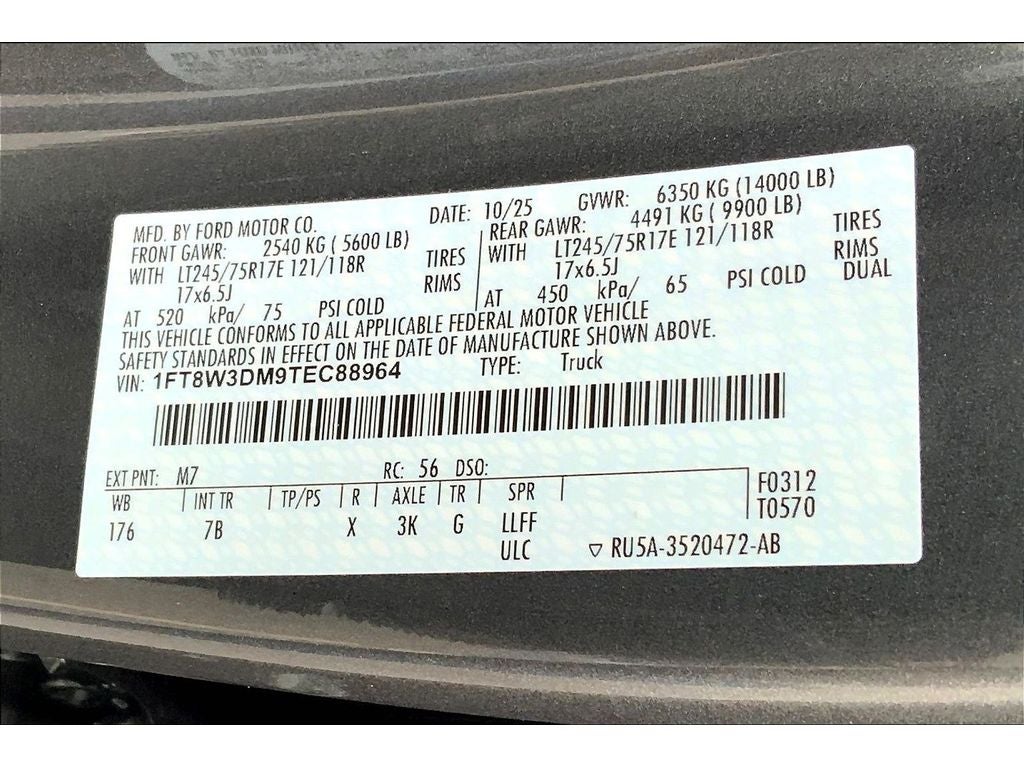 MFD. BY FORD MOTOR CO. DATE: 10/25 GVWR: 6350 KG (14000 LB)
FRONT GAWR: 2540 KG ( 5600 LB) REAR GAWR: 4491 KG ( 9900 LB)
WITH LT245/75R17E 121/118R TIRES WITH LT245/75R17E 121/118R TIRES
17x6.5J RIMS 17x6.5J RIMS
AT 520 kPa/ 75 PSI COLD AT 450 kPa/ 65 PSI COLD DUAL
THIS VEHICLE CONFORMS TO ALL APPLICABLE FEDERAL MOTOR VEHICLE
SAFETY STANDARDS IN EFFECT ON THE DATE OF MANUFACTURE SHOWN ABOVE.
VIN: 1FT8W3DM9TEC88964 TYPE: Truck
EXT PNT: M7 RC: 56 DSO:
WB INT TR TP/PS R AXLE TR SPR F0312
176 7B X 3K G LLFF T0570
ULC RU5A-3520472-AB